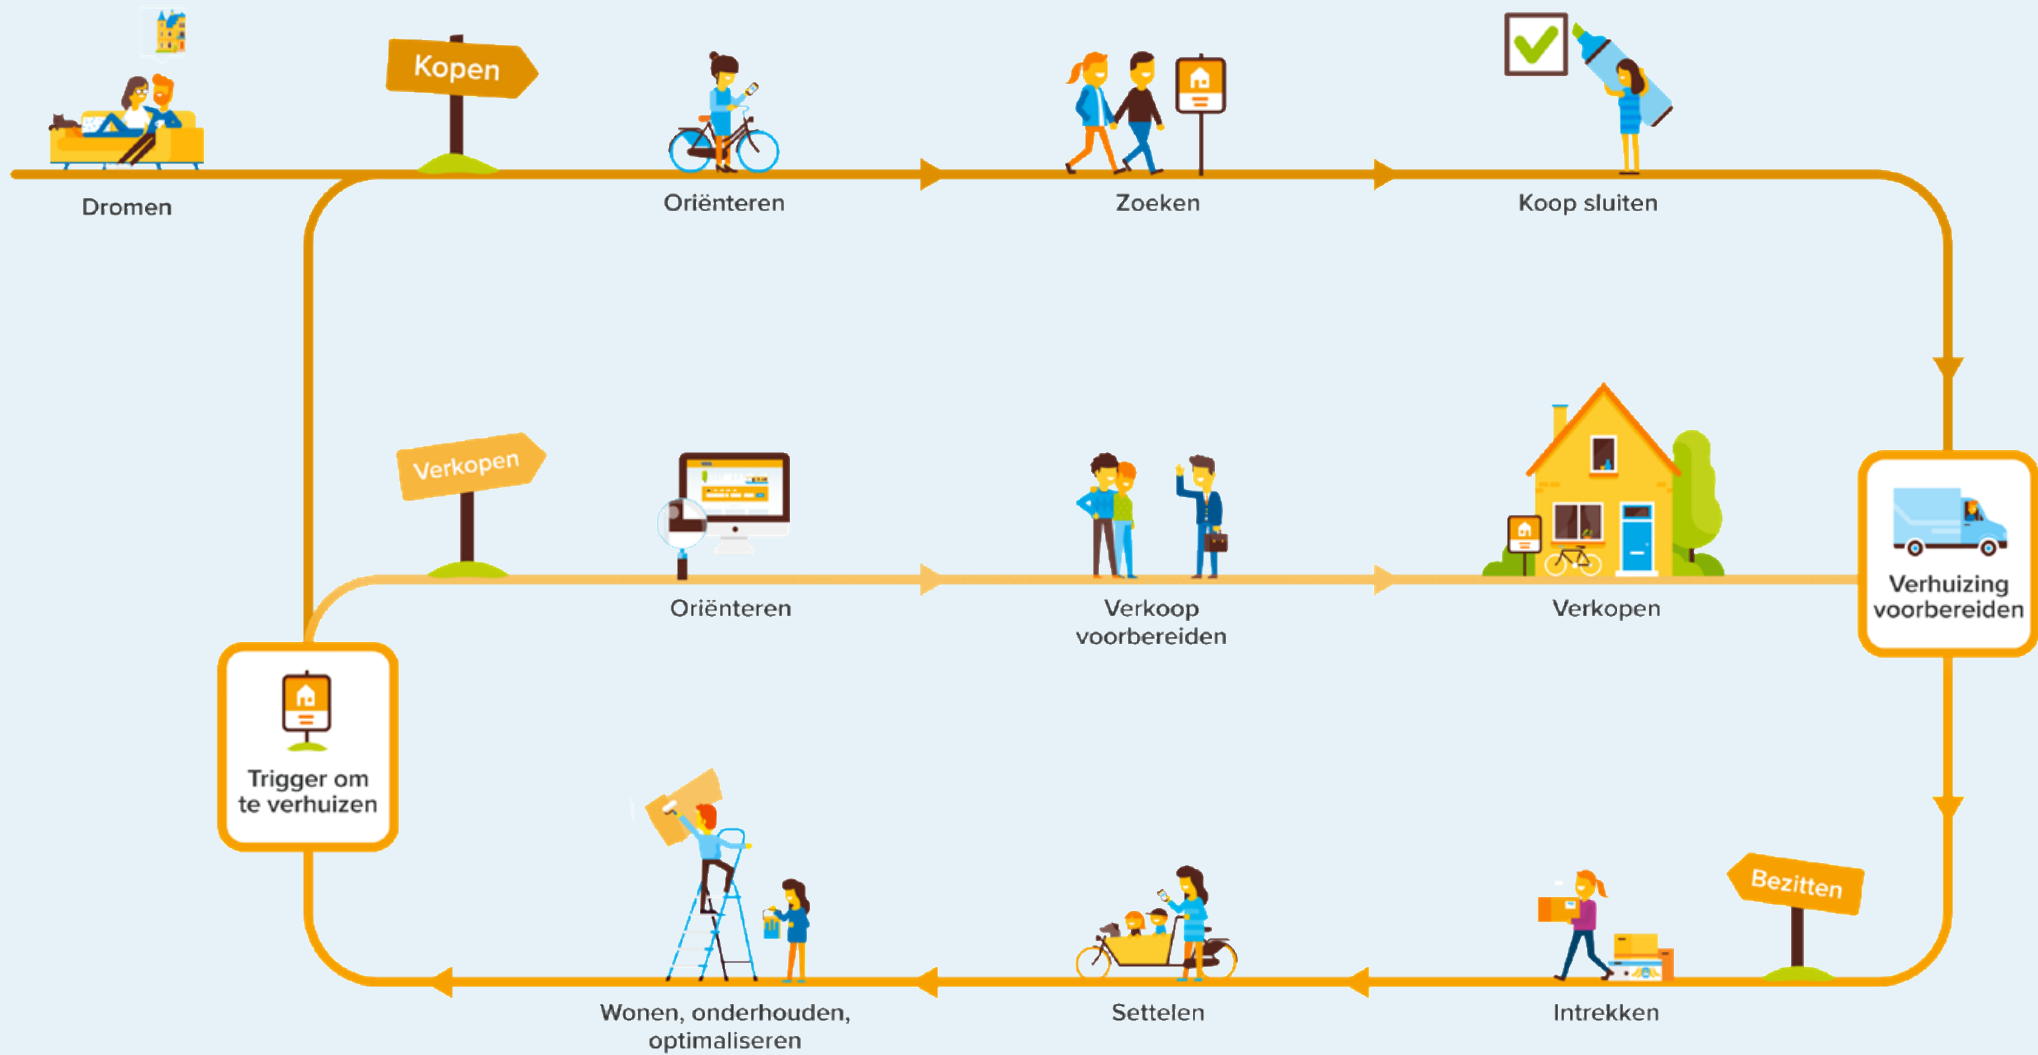 Kopen
Dromen
Oriënteren
Zoeken
Koop sluiten
Verkopen
Oriënteren
Verkoop
voorbereiden
Verkopen
Verhuizing
voorbereiden
Trigger om
te verhuizen
Bezitten
Wonen, onderhouden,
optimaliseren
Settelen
Intrekken